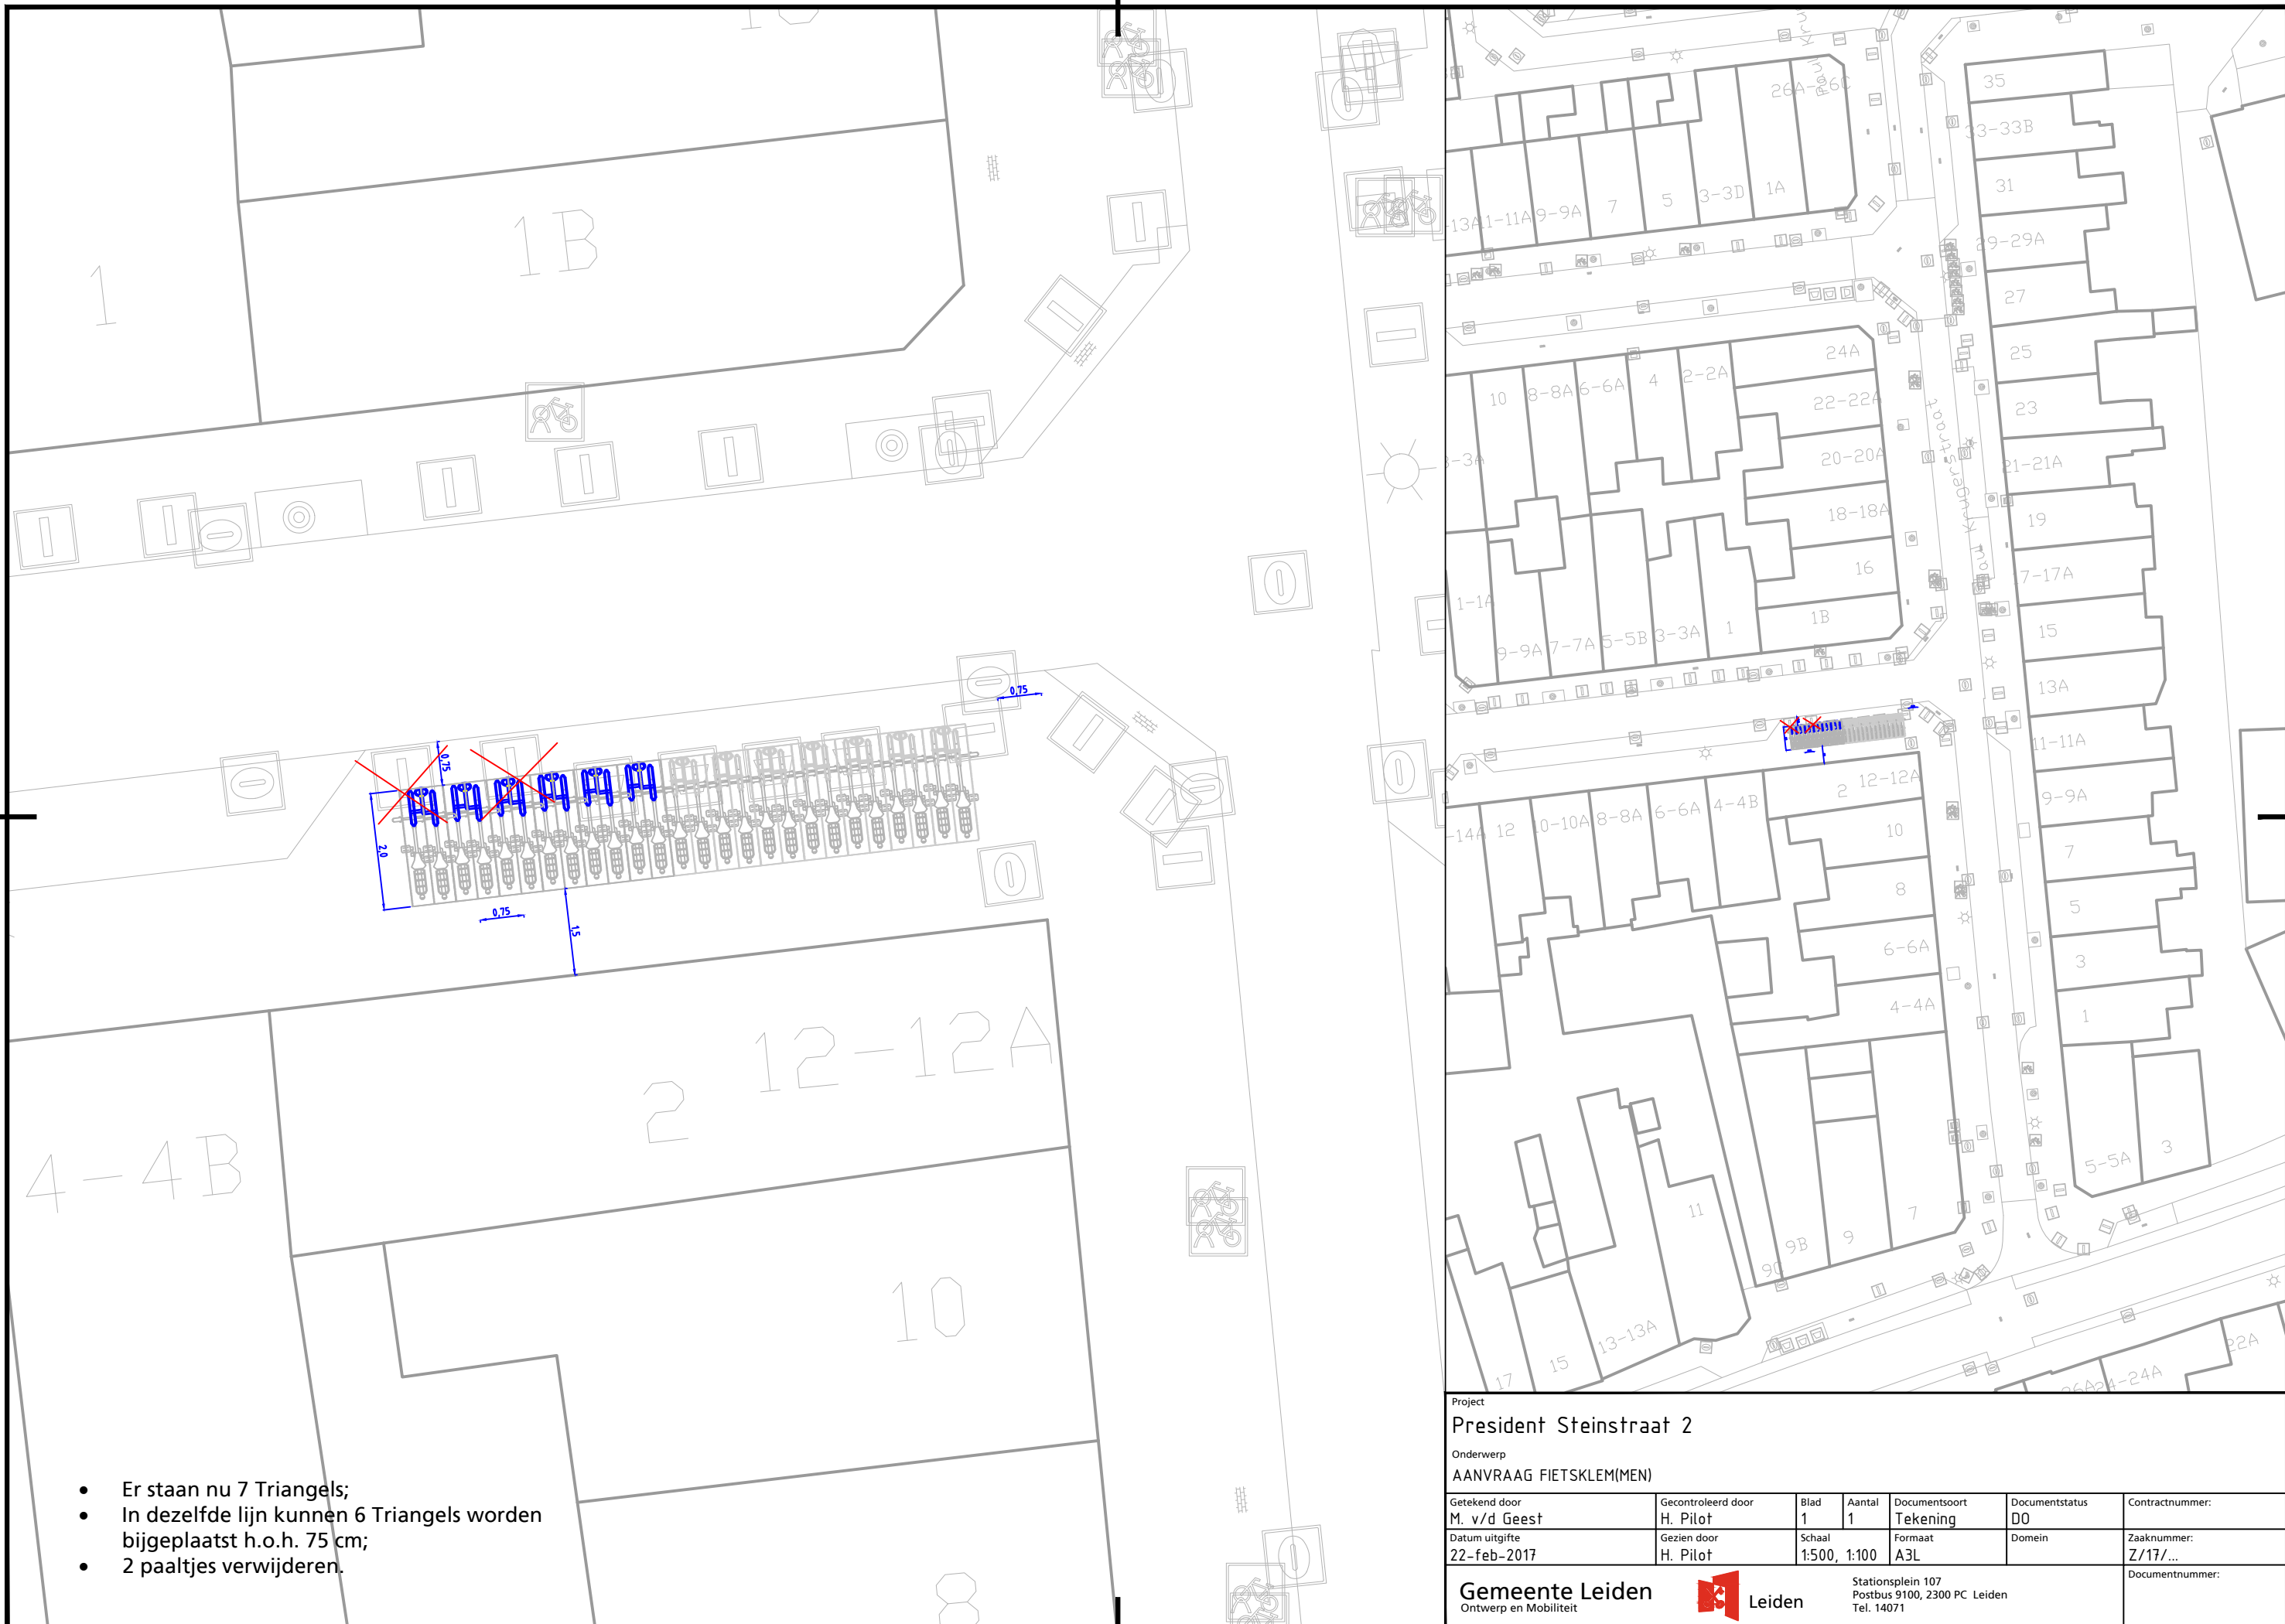 1
1B
0,75
0,75
2,0
0,75
1,5
4-4B
2
12-12A
10
8
• Er staan nu 7 Triangels;
• In dezelfde lijn kunnen 6 Triangels worden
bijgeplaatst h.o.h. 75 cm;
• 2 paaltjes verwijderen.
26A-26C
35
33-33B
31
29-29A
27
25
23
21-21A
19
15
13A
11-11A
9-9A
7
5
3
1
5-5A
3
11-11A
9-9A
7
5
3-3D
1A
10
8-8A
6-6A
4
2-2A
24A
22-22A
20-20A
18-18A
16
1B
1-1A
9-9A
7-7A
5-5B
3-3A
1
12
10-10A
8-8A
6-6A
4-4B
2
12-12A
10
8
6-6A
4-4A
11
9B
9
7
17
15
13-13A
22A
24-24A
Project
President Steinstraat 2
Onderwerp
AANVRAAG FIETSKLEM(MEN)
Getekend door Gecontroleerd door Blad Aantal Documentsoort Documentstatus Contractnummer:
M. v/d Geest H. Pilot 1 1 Tekening DO
Datum uitgifte Gezien door Schaal Formaat Domein Zaaknummer:
22-feb-2017 H. Pilot 1:500, 1:100 A3L Z/17/...
Documentnummer:
Gemeente Leiden
Ontwerp en Mobiliteit
Leiden
Stationsplein 107
Postbus 9100, 2300 PC Leiden
Tel. 14071